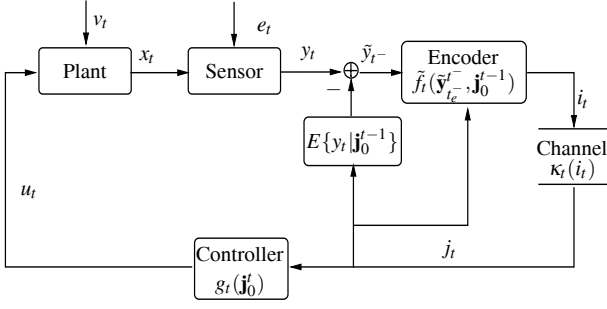 v_t
e_t
Plant
x_t
Sensor
y_t
−
ỹ_{t^-}
Encoder
f̃_t(ỹ_{t_e^-}^{t^-}, j_0^{t-1})
i_t
E{y_t|j_0^{t-1}}
Channel
κ_t(i_t)
u_t
Controller
g_t(j_0^t)
j_t